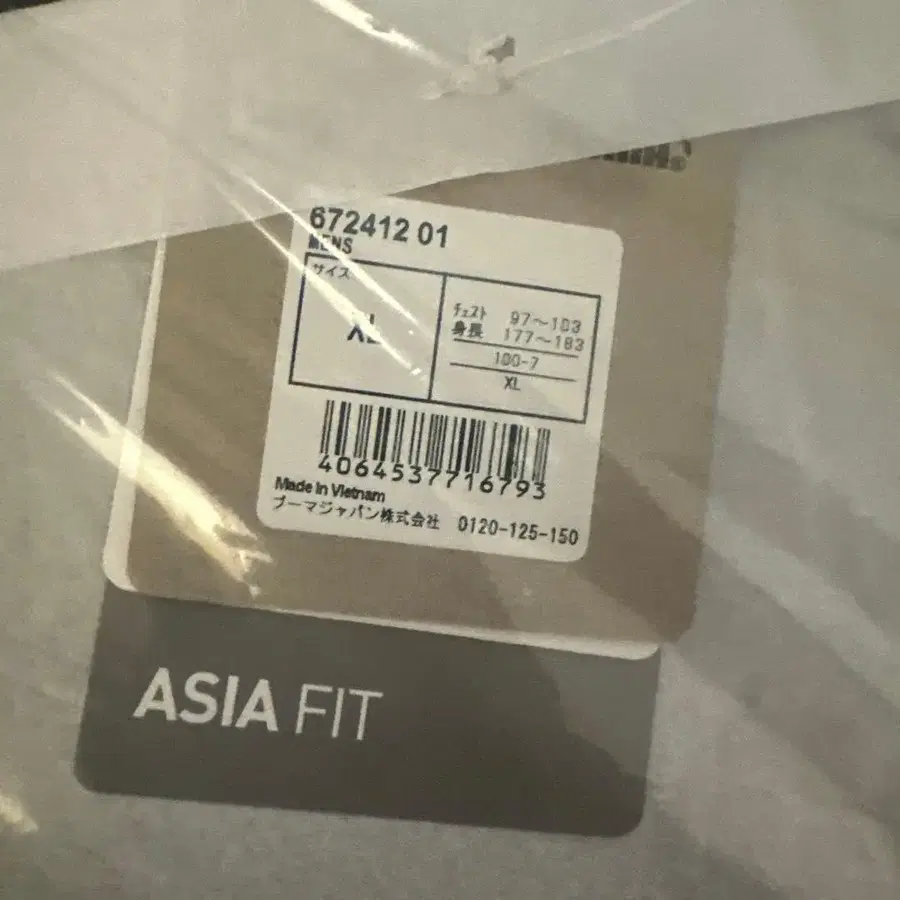 672412 01
MENS
サイズ
XL
チェスト 97～103
身長 177～183
100-7
XL
4064537716793
Made In Vietnam
プーマジャパン株式会社 0120-125-150
ASIA FIT